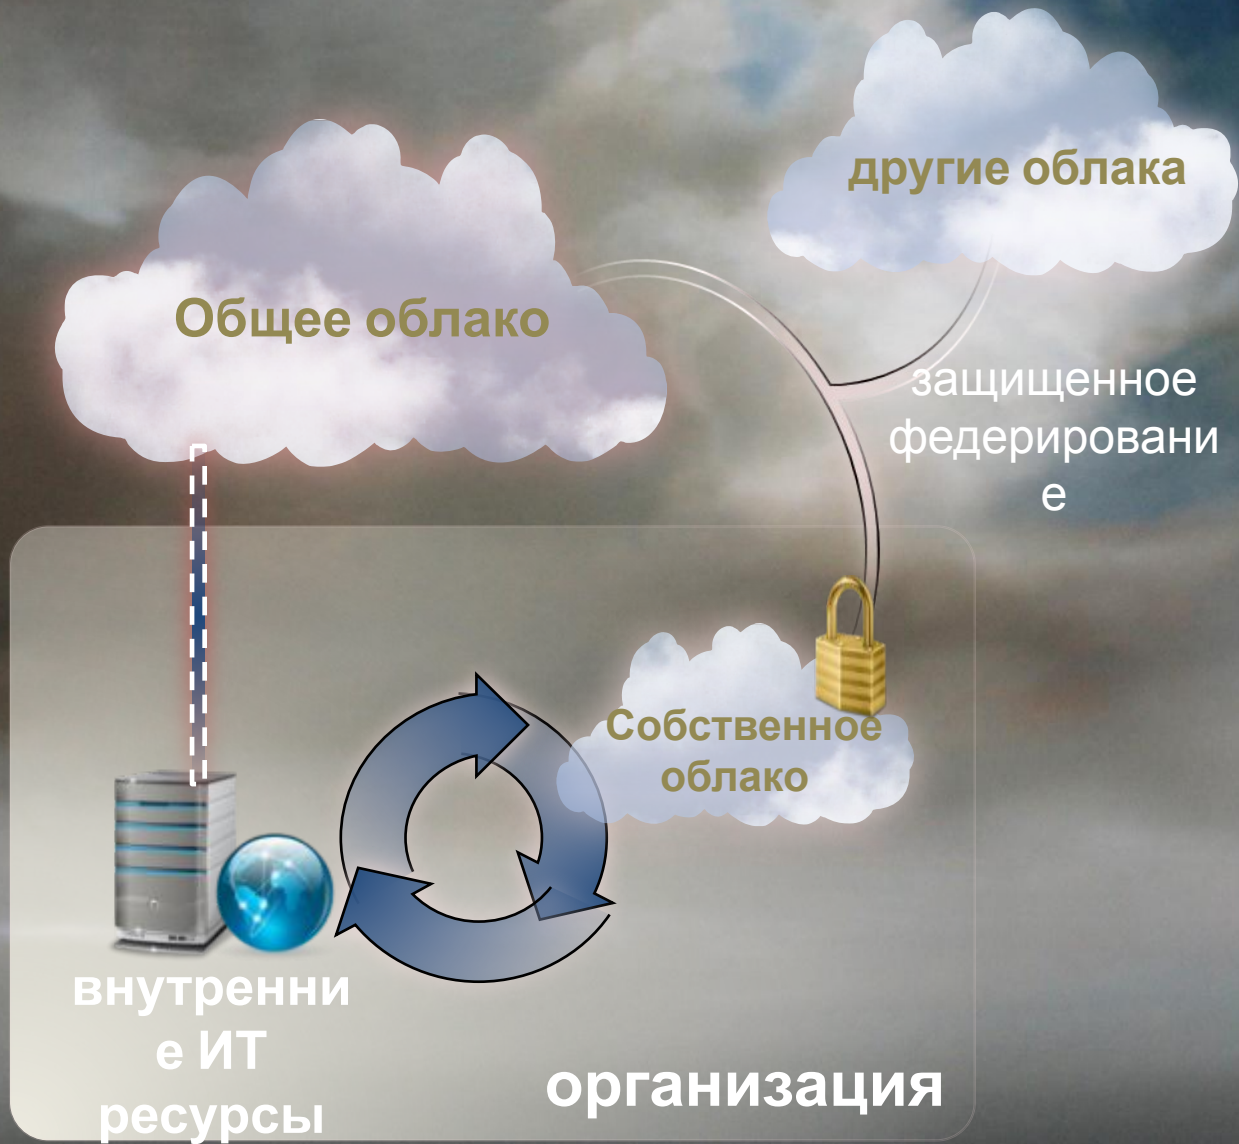 другие облака
Общее облако
защищенное
федерировани
е
Собственное
облако
внутренни
е ИТ
ресурсы
организация